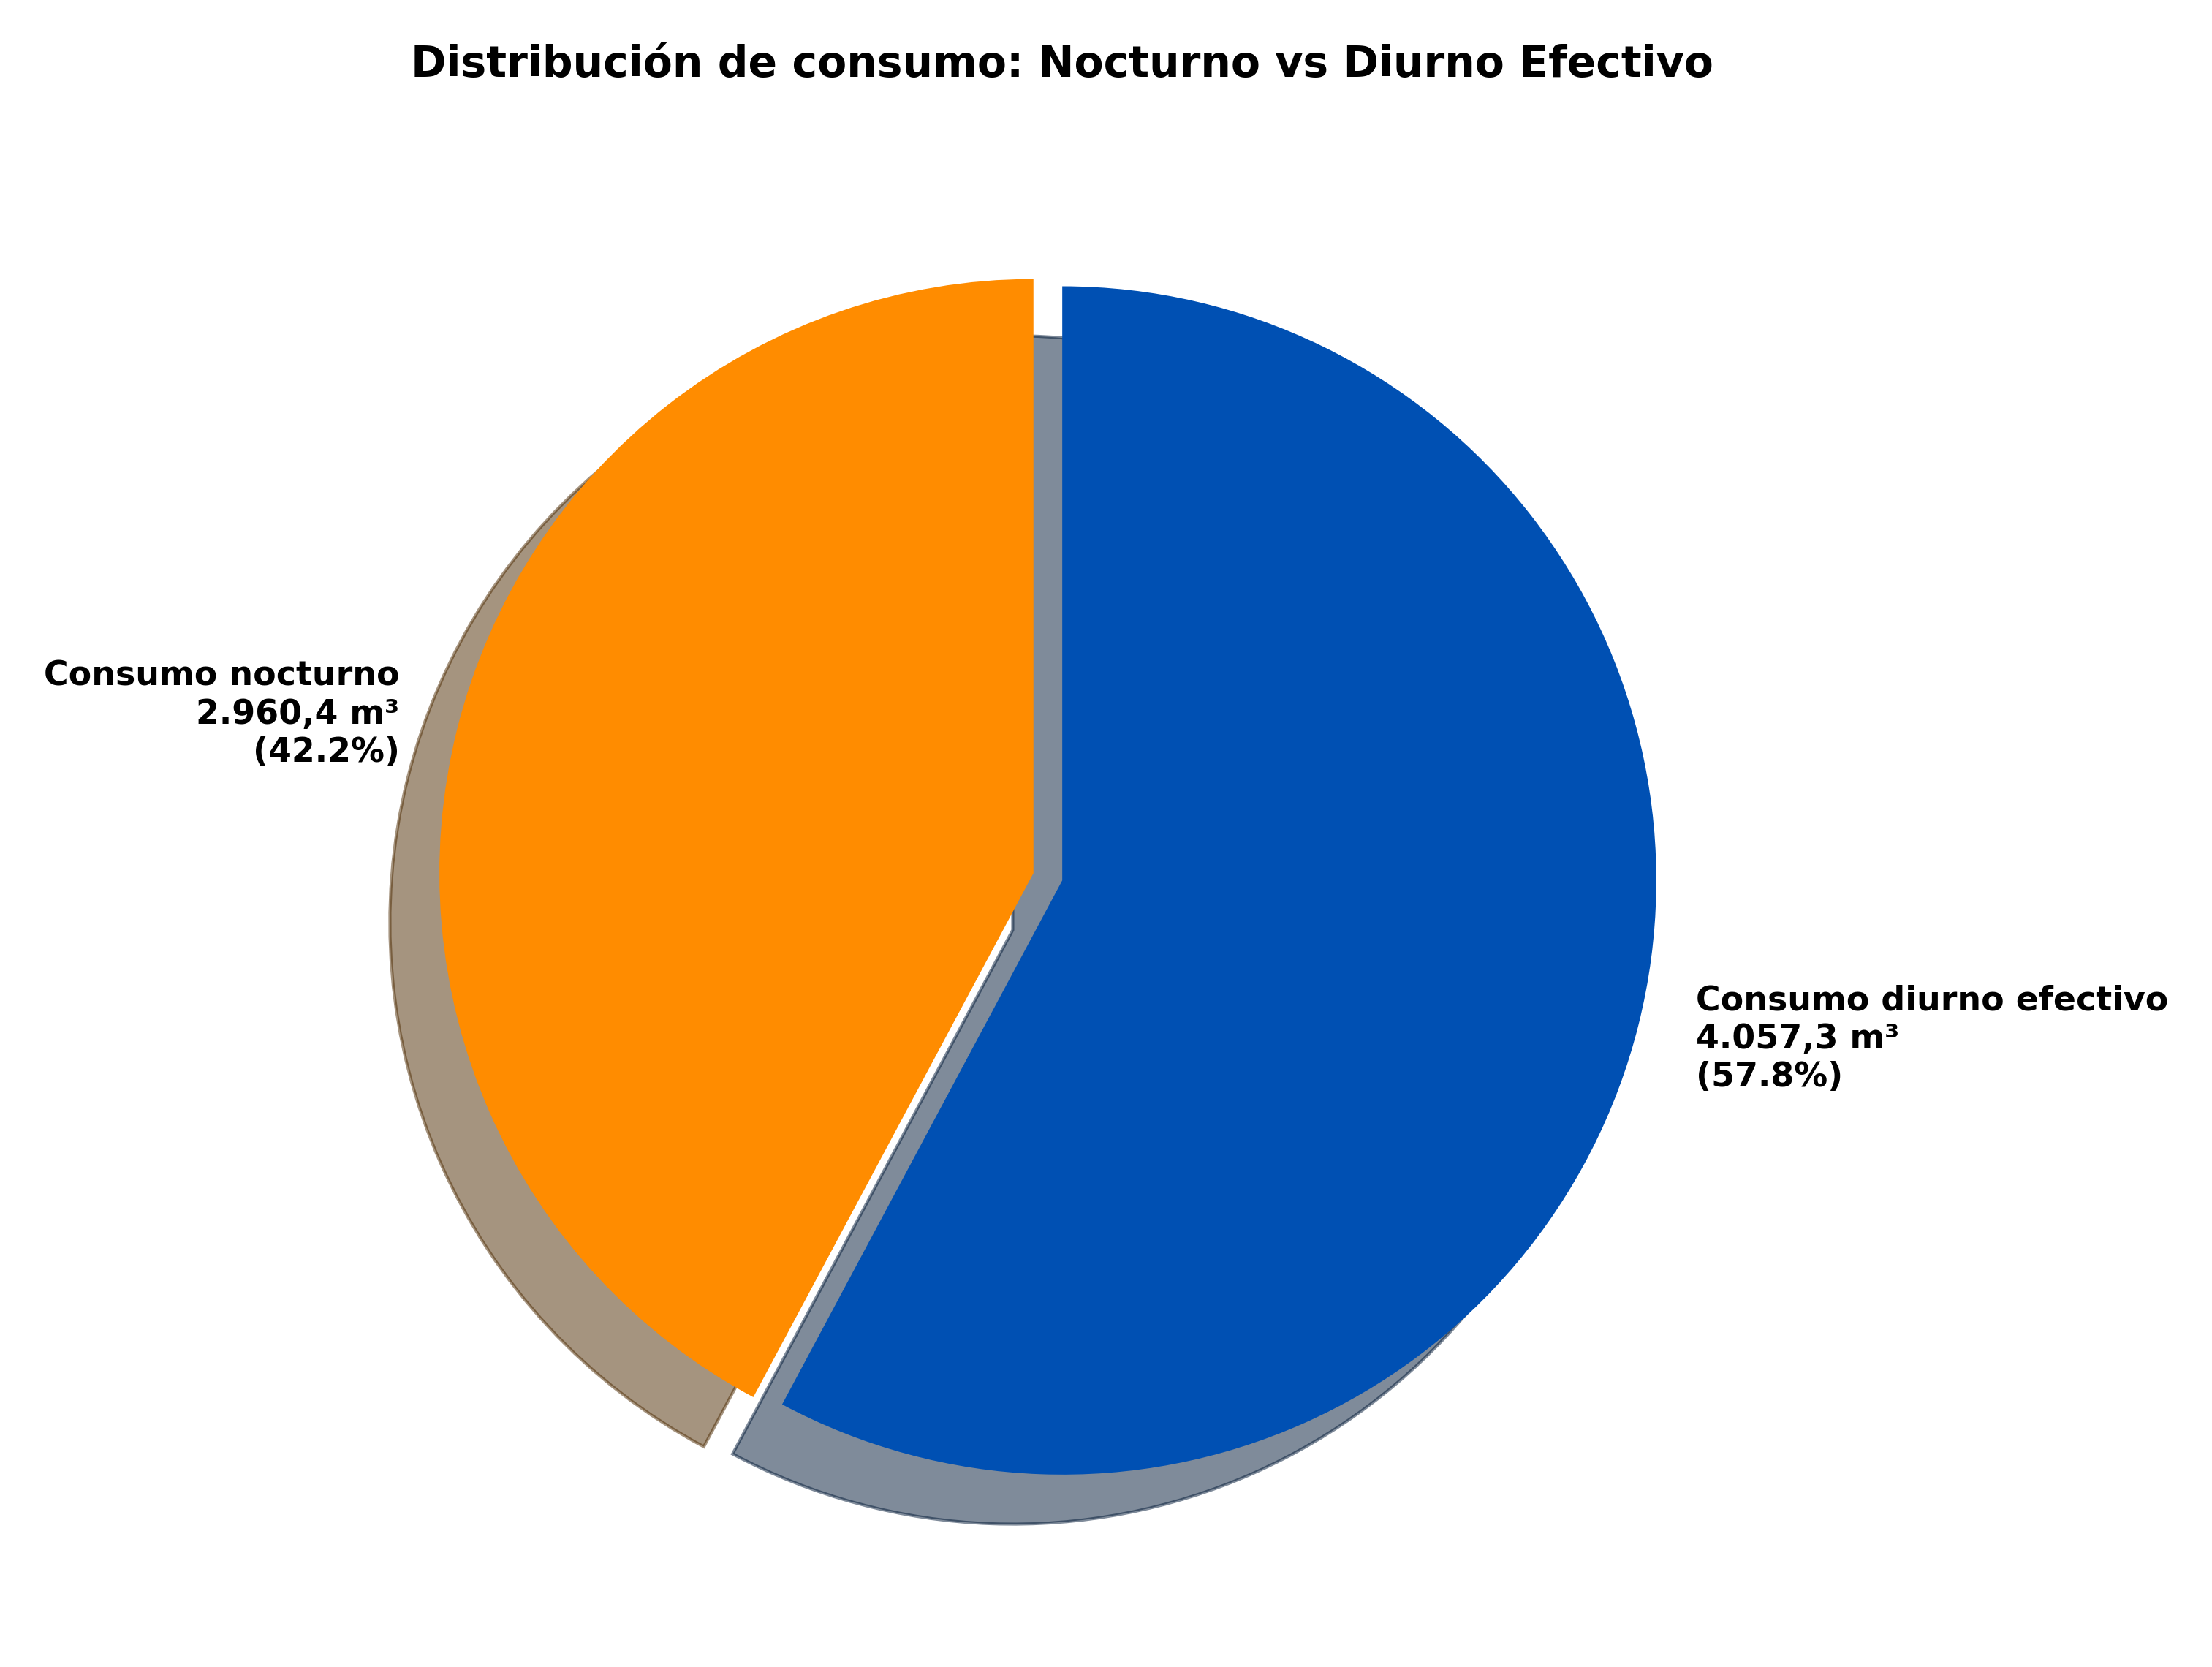 Distribución de consumo: Nocturno vs Diurno Efectivo
Consumo nocturno
2.960,4 m³
(42.2%)
Consumo diurno efectivo
4.057,3 m³
(57.8%)